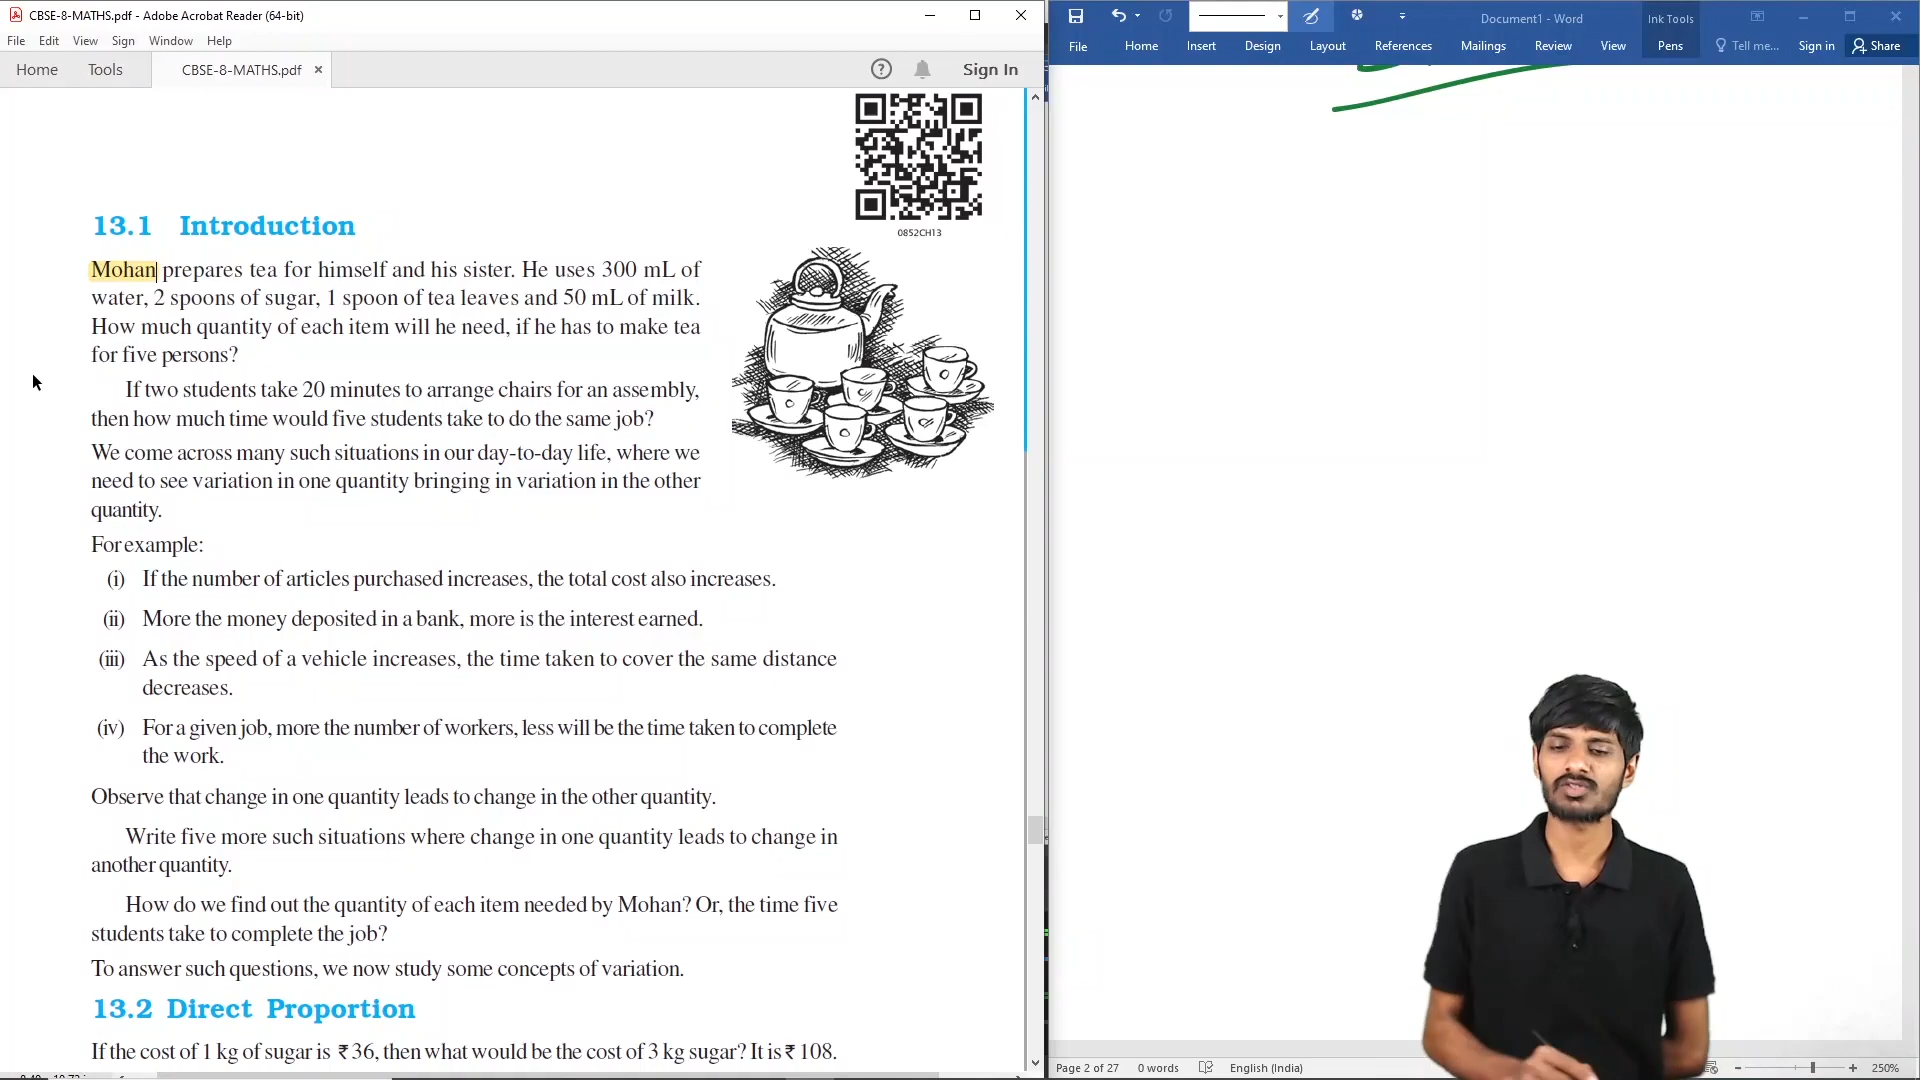 CBSE-8-MATHS.pdf - Adobe Acrobat Reader (64-bit)
File Edit View Sign Window Help
Home Tools CBSE-8-MATHS.pdf × Sign In
0852CH13
13.1 Introduction
Mohan prepares tea for himself and his sister. He uses 300 mL of
water, 2 spoons of sugar, 1 spoon of tea leaves and 50 mL of milk.
How much quantity of each item will he need, if he has to make tea
for five persons?
If two students take 20 minutes to arrange chairs for an assembly,
then how much time would five students take to do the same job?
We come across many such situations in our day-to-day life, where we
need to see variation in one quantity bringing in variation in the other
quantity.
For example:
(i) If the number of articles purchased increases, the total cost also increases.
(ii) More the money deposited in a bank, more is the interest earned.
(iii) As the speed of a vehicle increases, the time taken to cover the same distance
decreases.
(iv) For a given job, more the number of workers, less will be the time taken to complete
the work.
Observe that change in one quantity leads to change in the other quantity.
Write five more such situations where change in one quantity leads to change in
another quantity.
How do we find out the quantity of each item needed by Mohan? Or, the time five
students take to complete the job?
To answer such questions, we now study some concepts of variation.
13.2 Direct Proportion
If the cost of 1 kg of sugar is ₹ 36, then what would be the cost of 3 kg sugar? It is ₹ 108.
Document1 - Word Ink Tools
File Home Insert Design Layout References Mailings Review View Pens Tell me... Sign in Share
Page 2 of 27 0 words English (India) 250%